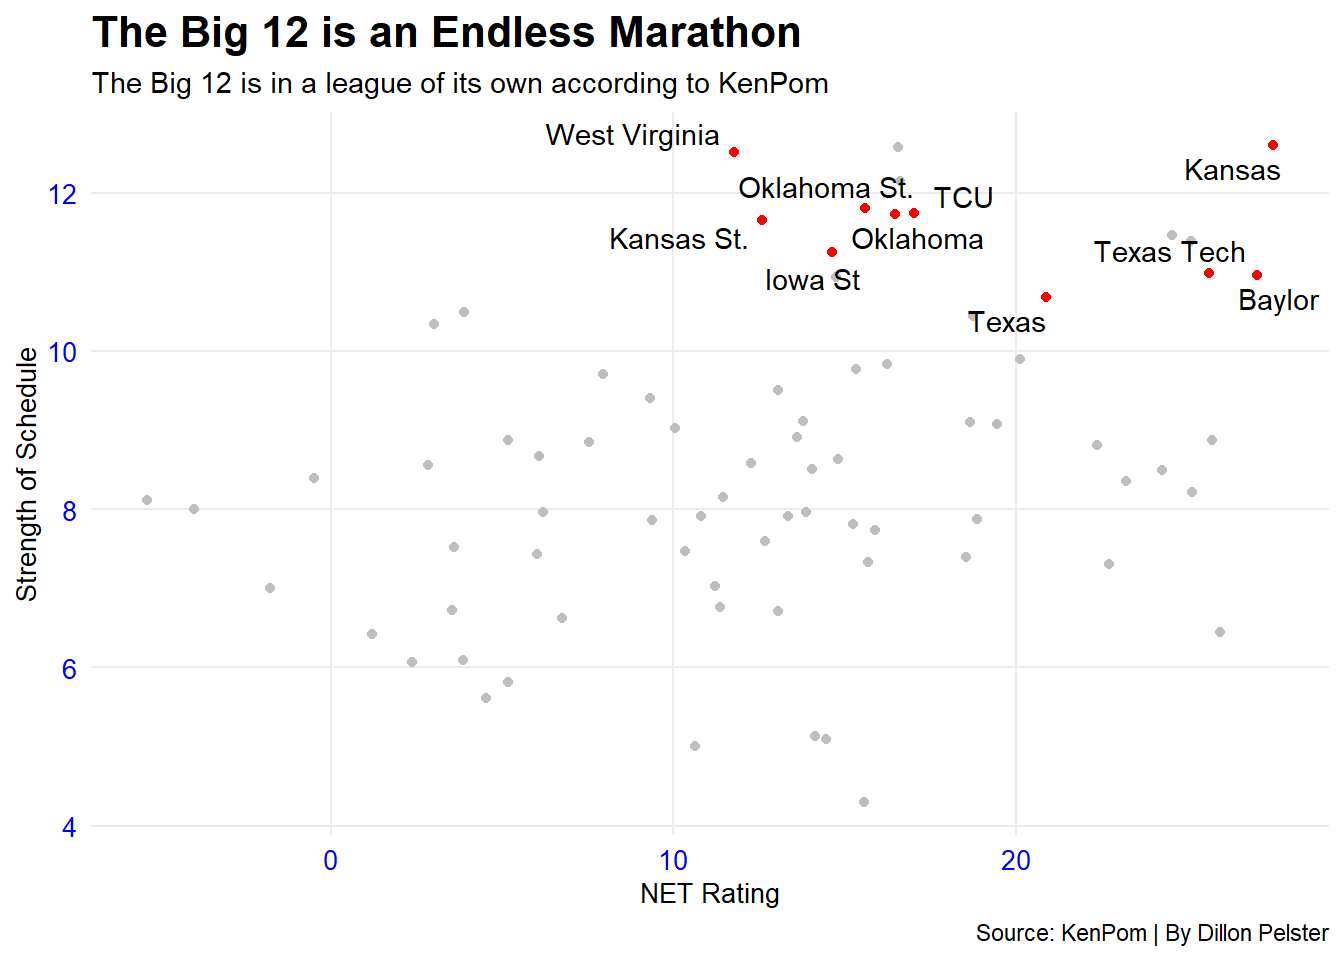 The Big 12 is an Endless Marathon
The Big 12 is in a league of its own according to KenPom
West Virginia
Kansas
Oklahoma St.
TCU
Kansas St.
Oklahoma
Texas Tech
Iowa St
Baylor
Texas
12
10
8
6
4
Strength of Schedule
0 10 20
NET Rating
Source: KenPom | By Dillon Pelster